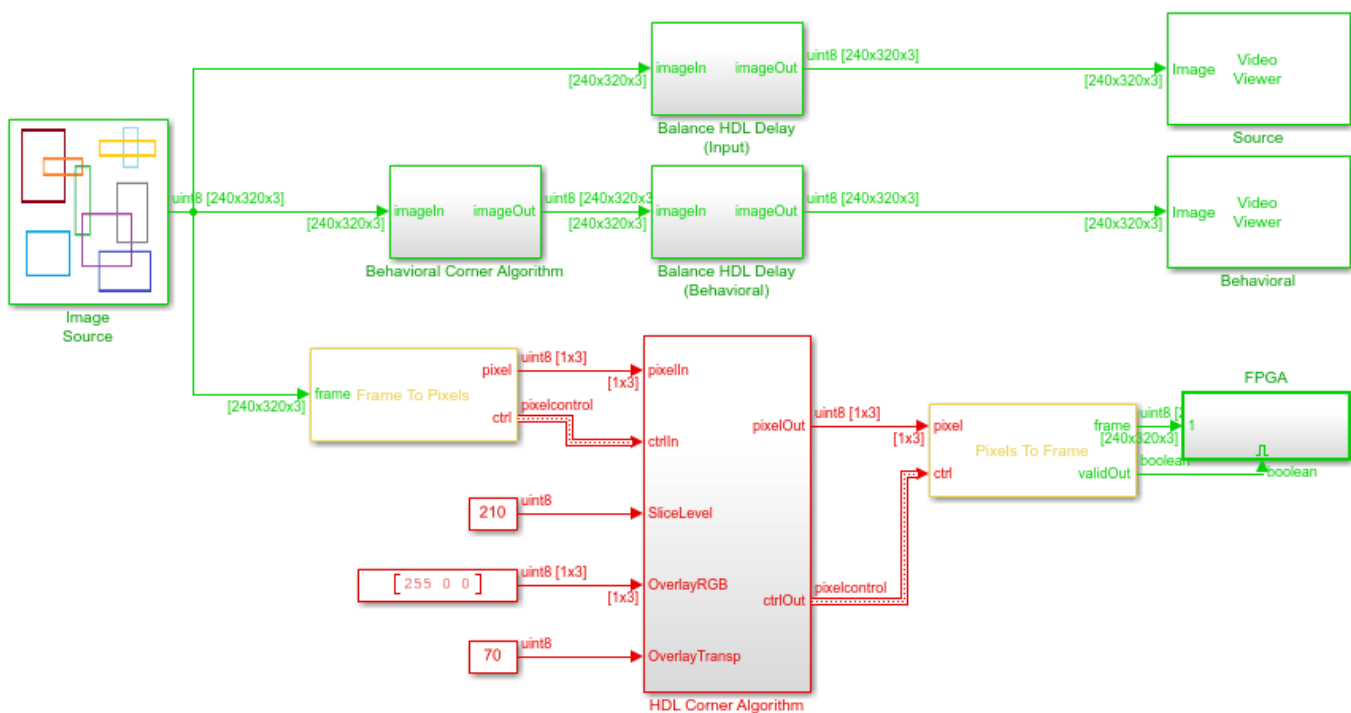 imageIn imageOut
uint8 [240x320x3]
[240x320x3]
[240x320x3]
Image
Video
Viewer
Balance HDL Delay
(Input)
Source
uint8 [240x320x3]
[240x320x3]
imageIn imageOut
uint8 [240x320x3]
[240x320x3]
imageIn imageOut
uint8 [240x320x3]
[240x320x3]
Image
Video
Viewer
Behavioral Corner Algorithm
Balance HDL Delay
(Behavioral)
Behavioral
Image
Source
[240x320x3]
frame
Frame To Pixels
pixel
ctrl
uint8 [1x3]
[1x3]
pixelcontrol
pixelIn
ctrlIn
210
uint8
SliceLevel
[255 0 0]
uint8 [1x3]
[1x3]
OverlayRGB
70
uint8
OverlayTransp
pixelOut
ctrlOut
HDL Corner Algorithm
uint8 [1x3]
[1x3]
pixelcontrol
pixel
ctrl
Pixels To Frame
frame
validOut
uint8
[240x320x3]
boolean
boolean
FPGA
1